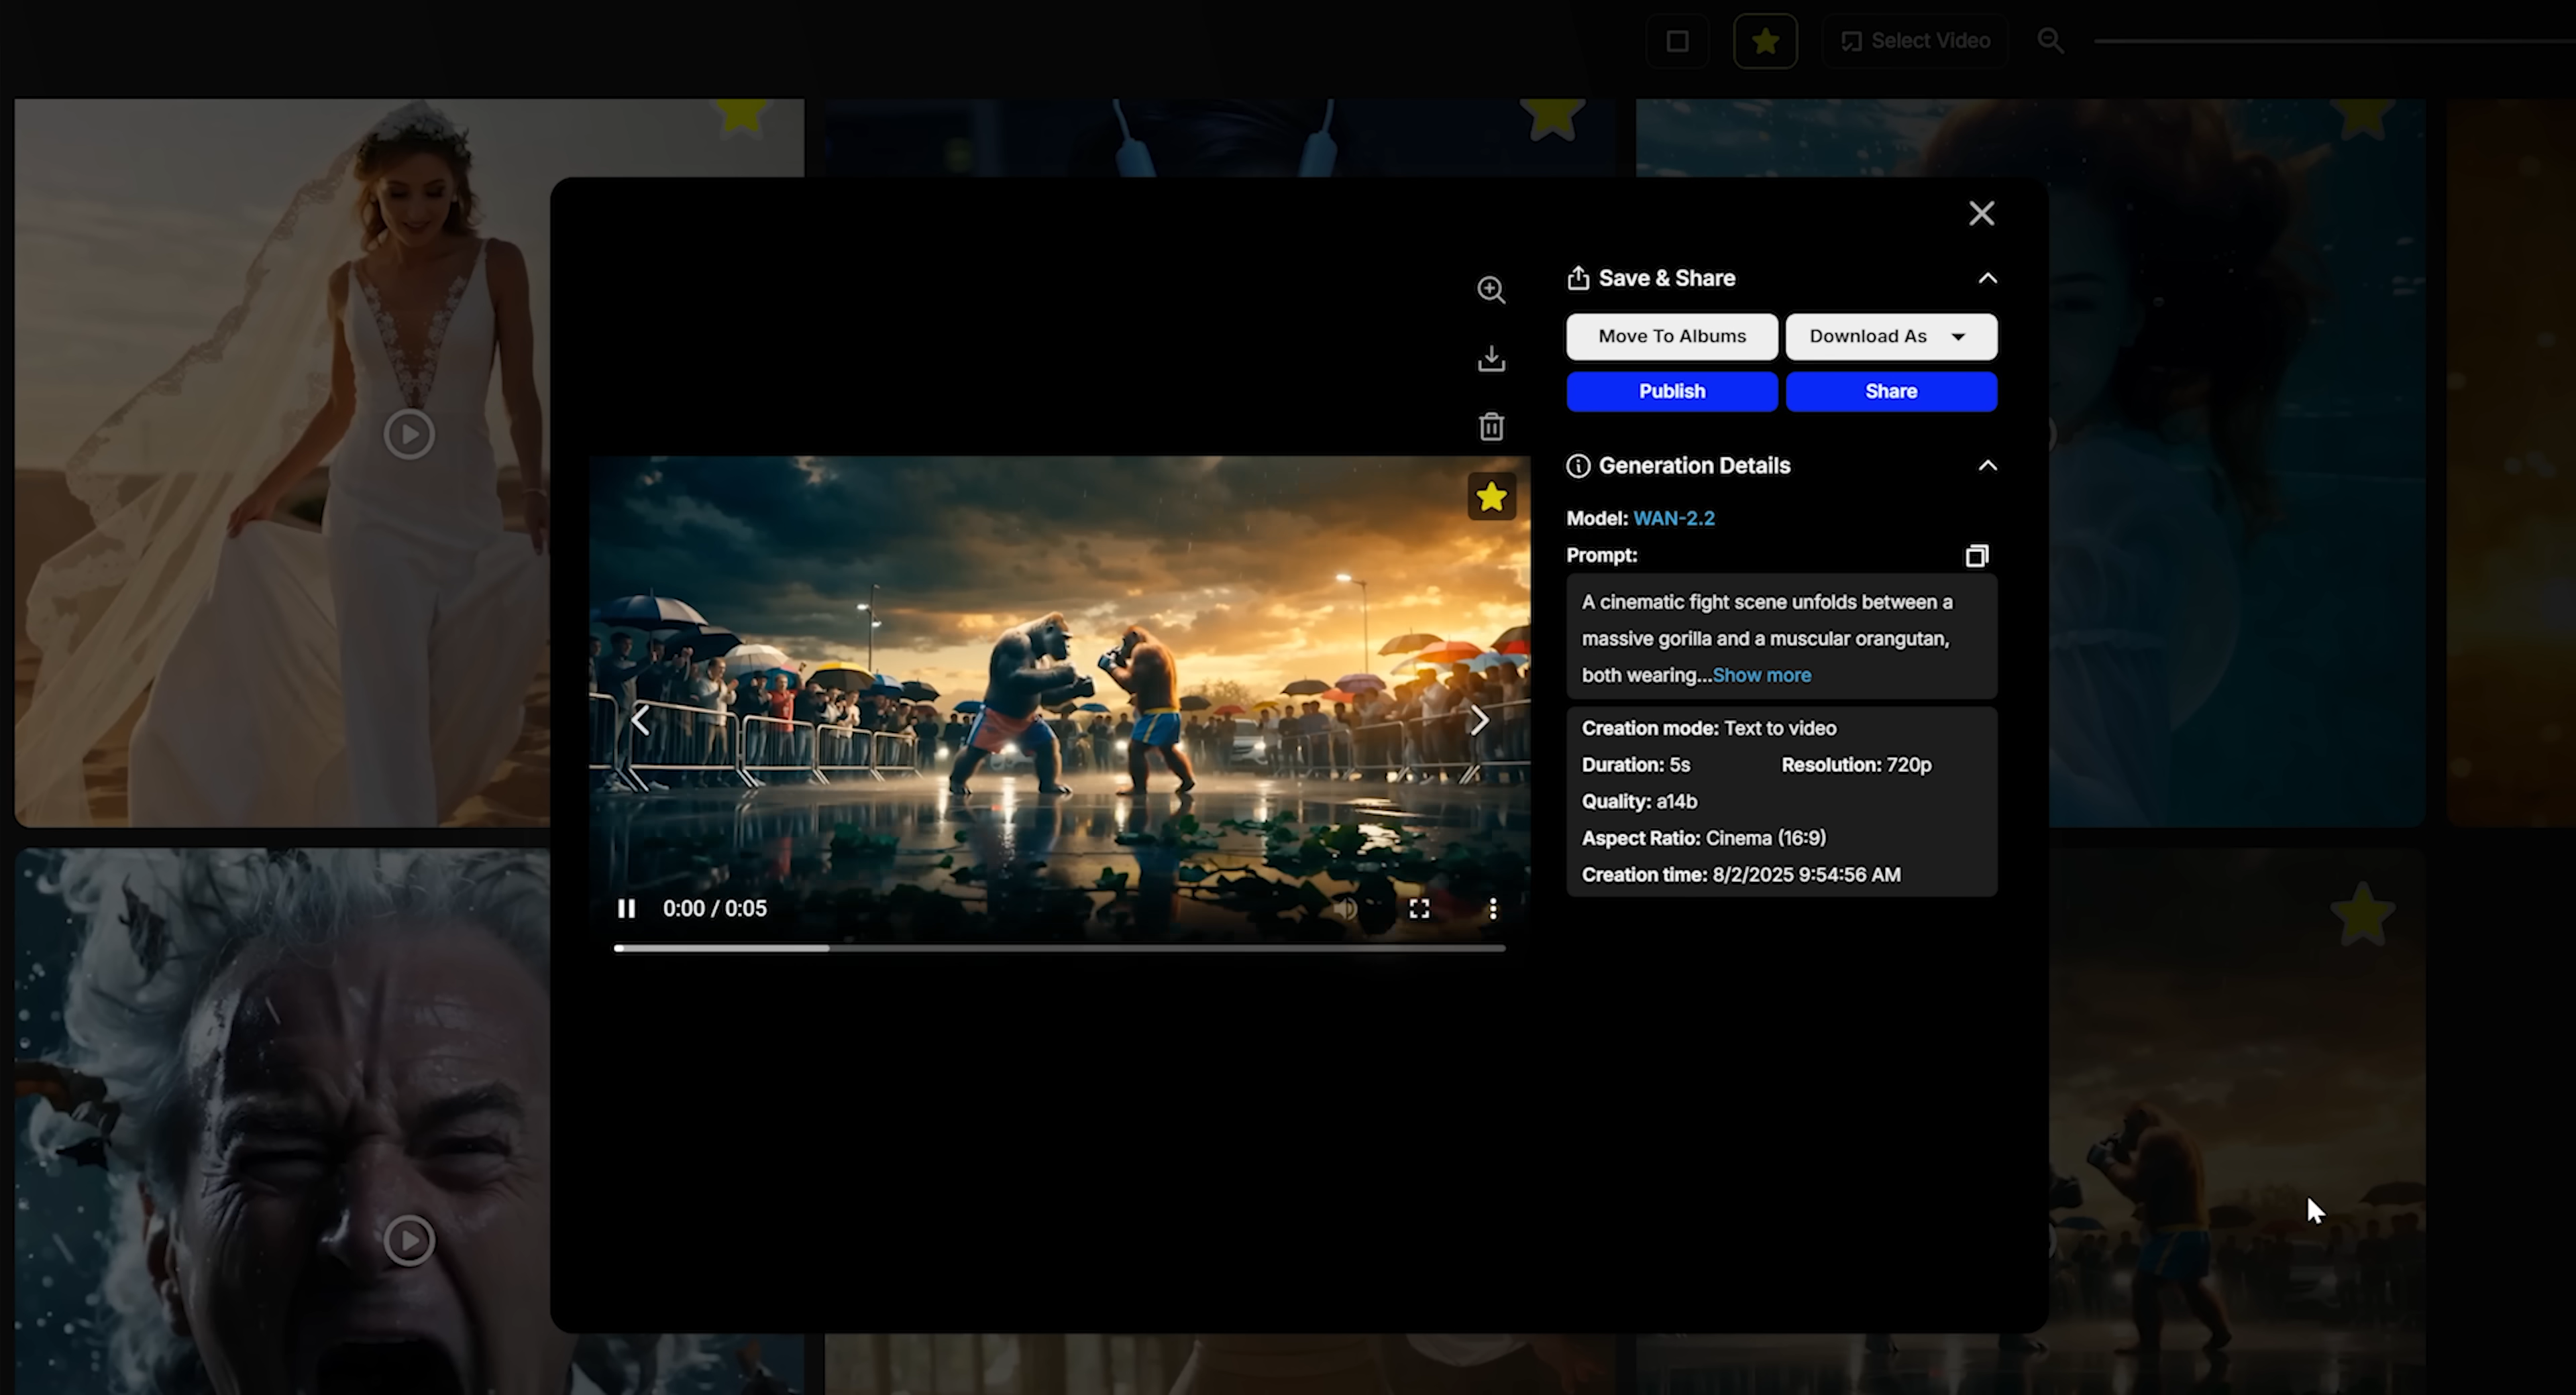 Select Video
Save & Share
Move To Albums
Download As
Publish
Share
Generation Details
Model: WAN-2.2
Prompt:
A cinematic fight scene unfolds between a
massive gorilla and a muscular orangutan,
both wearing...Show more
Creation mode: Text to video
Duration: 5s Resolution: 720p
Quality: a14b
Aspect Ratio: Cinema (16:9)
Creation time: 8/2/2025 9:54:56 AM
0:00 / 0:05